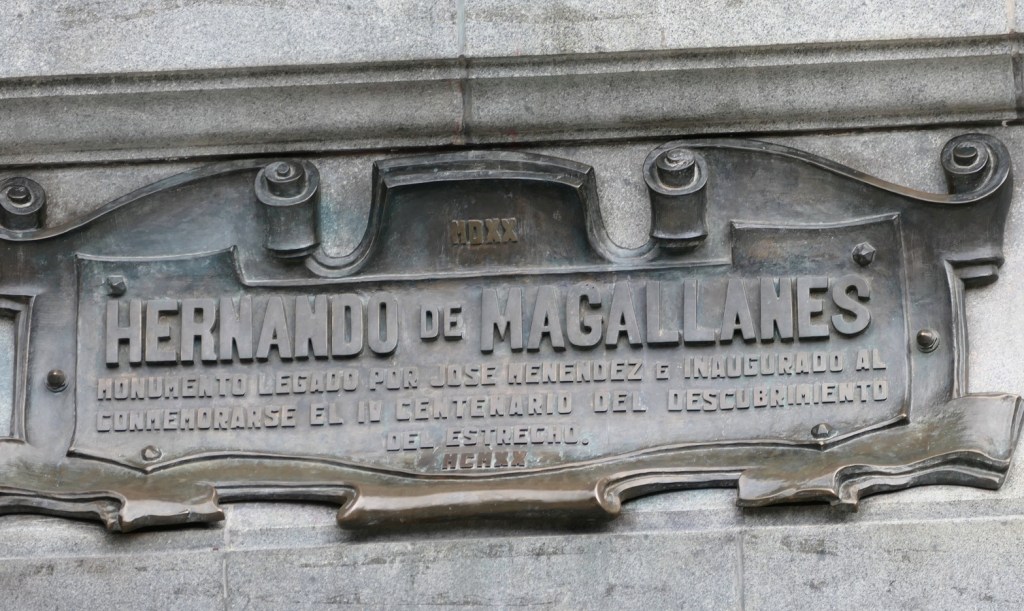 MDXX
HERNANDO DE MAGALLANES
MONUMENTO LEGADO POR JOSE MENENDEZ E INAUGURADO AL
CONMEMORARSE EL IV CENTENARIO DEL DESCUBRIMIENTO
DEL ESTRECHO.
MCMXX